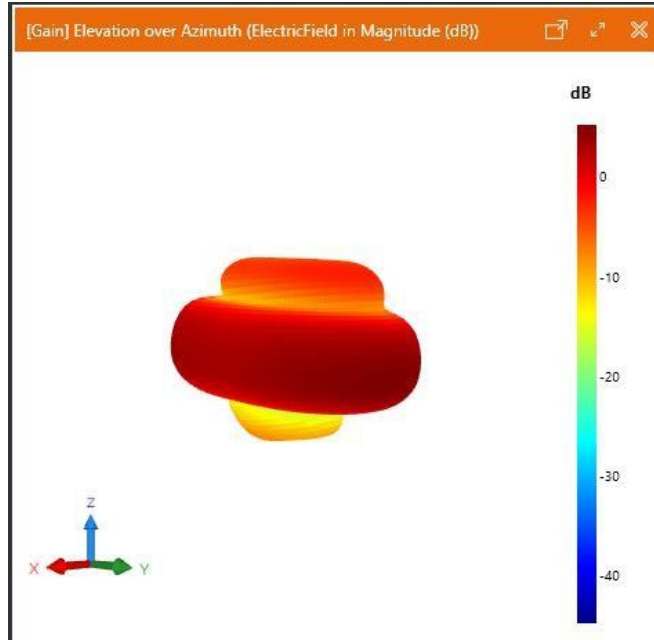 [Gain] Elevation over Azimuth (ElectricField in Magnitude (dB))
dB
0
-10
-20
-30
-40
Z
X
Y